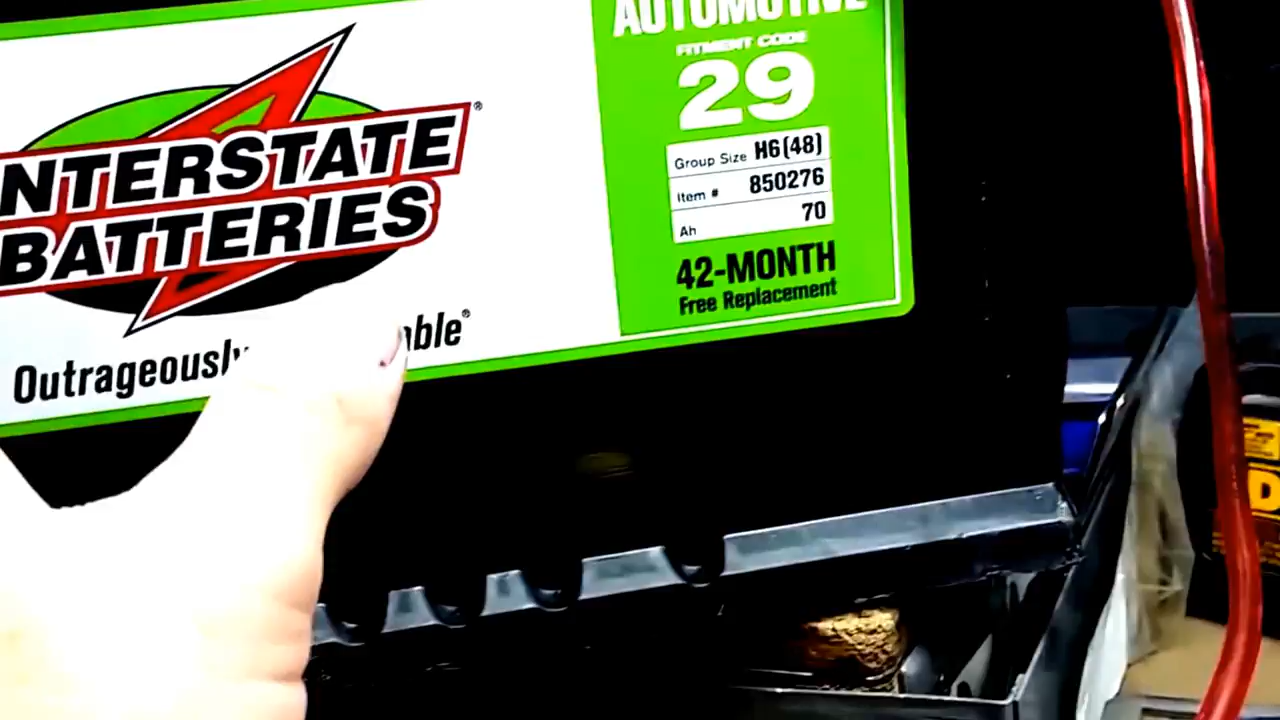 AUTOMOTIVE
FITMENT CODE
29
Group Size H6(48)
Item # 850276
Ah 70
42-MONTH
Free Replacement
NTERSTATE®
BATTERIES
Outrageously able®
D